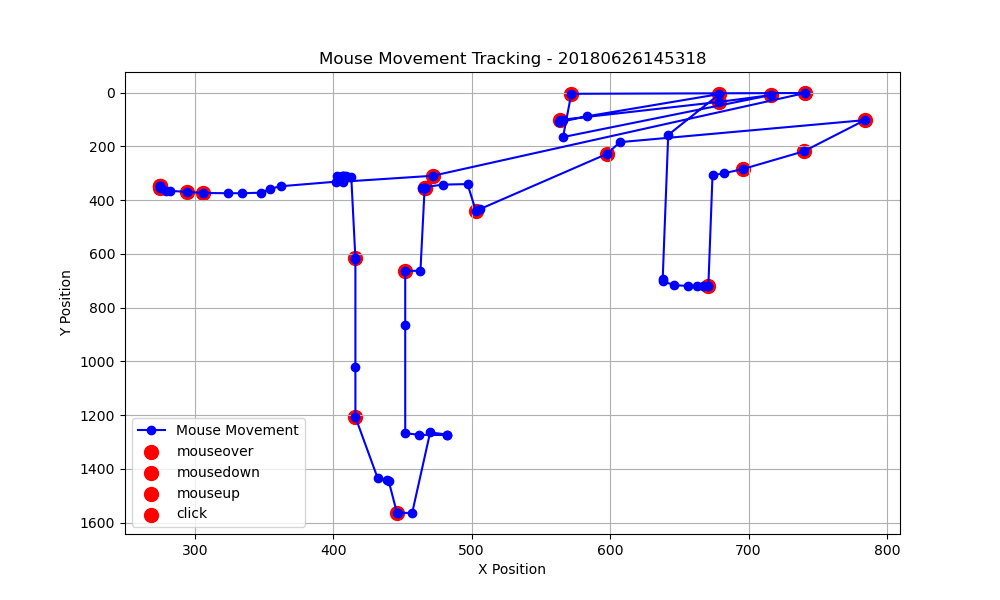 Mouse Movement Tracking - 20180626145318
0
200
400
600
800
1000
1200
1400
1600
Y Position
Mouse Movement
mouseover
mousedown
mouseup
click
300 400 500 600 700 800
X Position